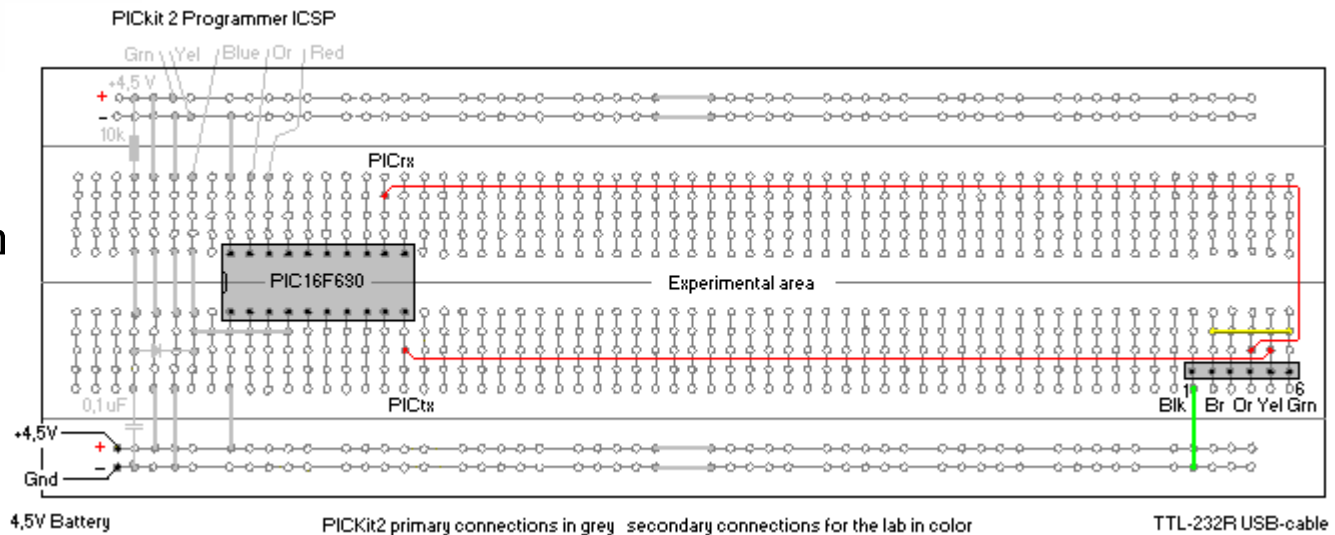 PICkit 2 Programmer ICSP
Grn Yel Blue Or Red
+4,5 V
+
-
10k
PICrx
n
PIC16F690
Experimental area
0,1 uF
PICtx
1 6
Blk Br Or Yel Grn
+4,5V
+
-
Gnd
4,5V Battery PICKit2 primary connections in grey secondary connections for the lab in color TTL-232R USB-cable